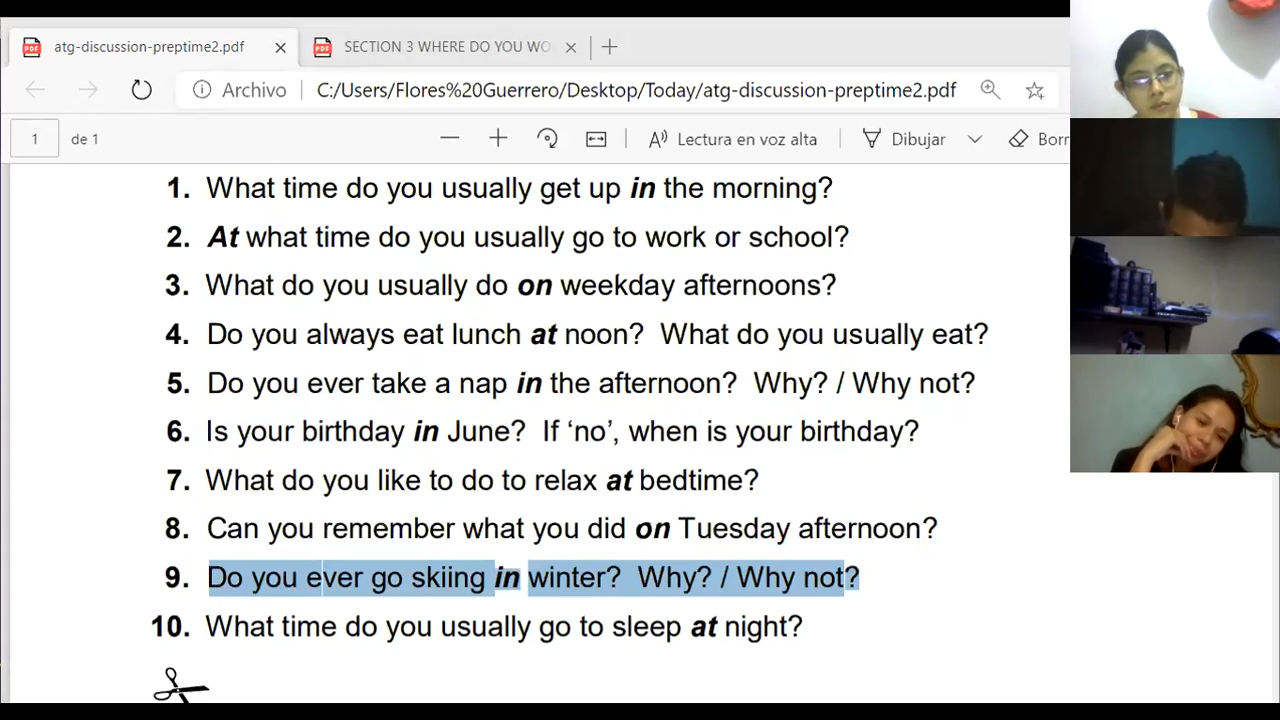 atg-discussion-preptime2.pdf
SECTION 3 WHERE DO YOU WO
Archivo
C:/Users/Flores%20Guerrero/Desktop/Today/atg-discussion-preptime2.pdf
1 de 1
Lectura en voz alta
Dibujar
Borr
1. What time do you usually get up in the morning?
2. At what time do you usually go to work or school?
3. What do you usually do on weekday afternoons?
4. Do you always eat lunch at noon? What do you usually eat?
5. Do you ever take a nap in the afternoon? Why? / Why not?
6. Is your birthday in June? If ‘no’, when is your birthday?
7. What do you like to do to relax at bedtime?
8. Can you remember what you did on Tuesday afternoon?
9. Do you ever go skiing in winter? Why? / Why not?
10. What time do you usually go to sleep at night?